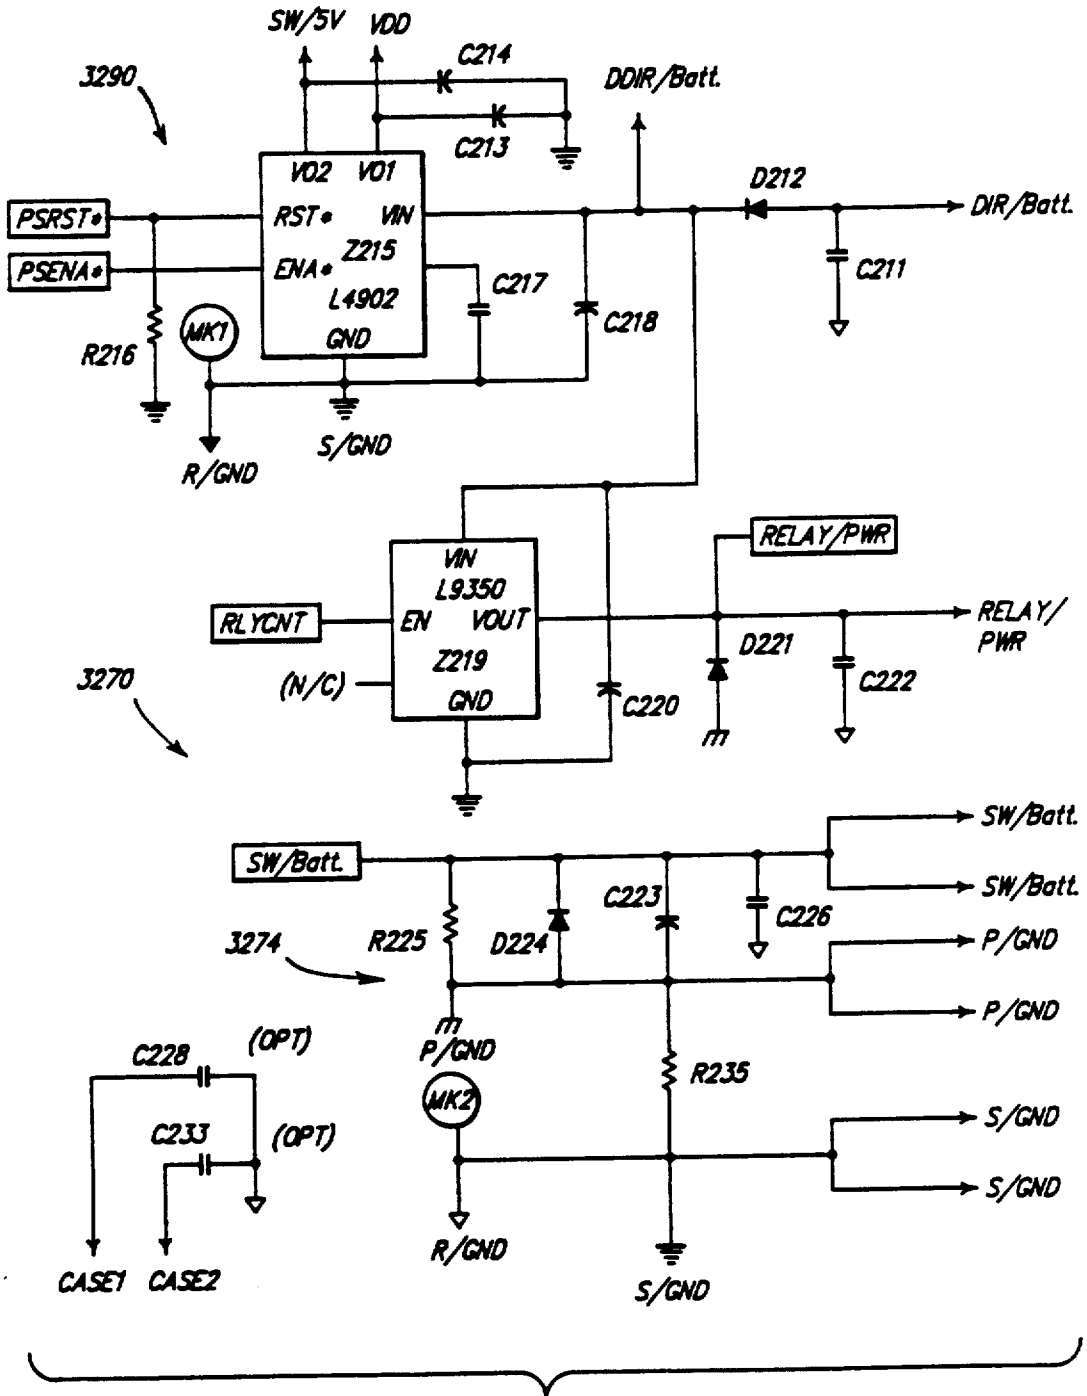 SW/5V VDD
C214
3290
DDIR/Batt.
C213
VO2 VO1
D212
PSRST*
RST* VIN
DIR/Batt.
Z215
C211
PSENA*
ENA*
C217
L4902
MK1
C218
R216
GND
S/GND
R/GND
RELAY/PWR
VIN
L9350
RLYCNT
EN VOUT
RELAY/
PWR
D221
Z219
3270
(N/C)
C222
GND
C220
SW/Batt.
SW/Batt.
SW/Batt.
C223
C226
R225
D224
3274
P/GND
P/GND
(OPT)
P/GND
C228
R235
MK2
C233
(OPT)
S/GND
S/GND
R/GND
CASE1 CASE2
S/GND